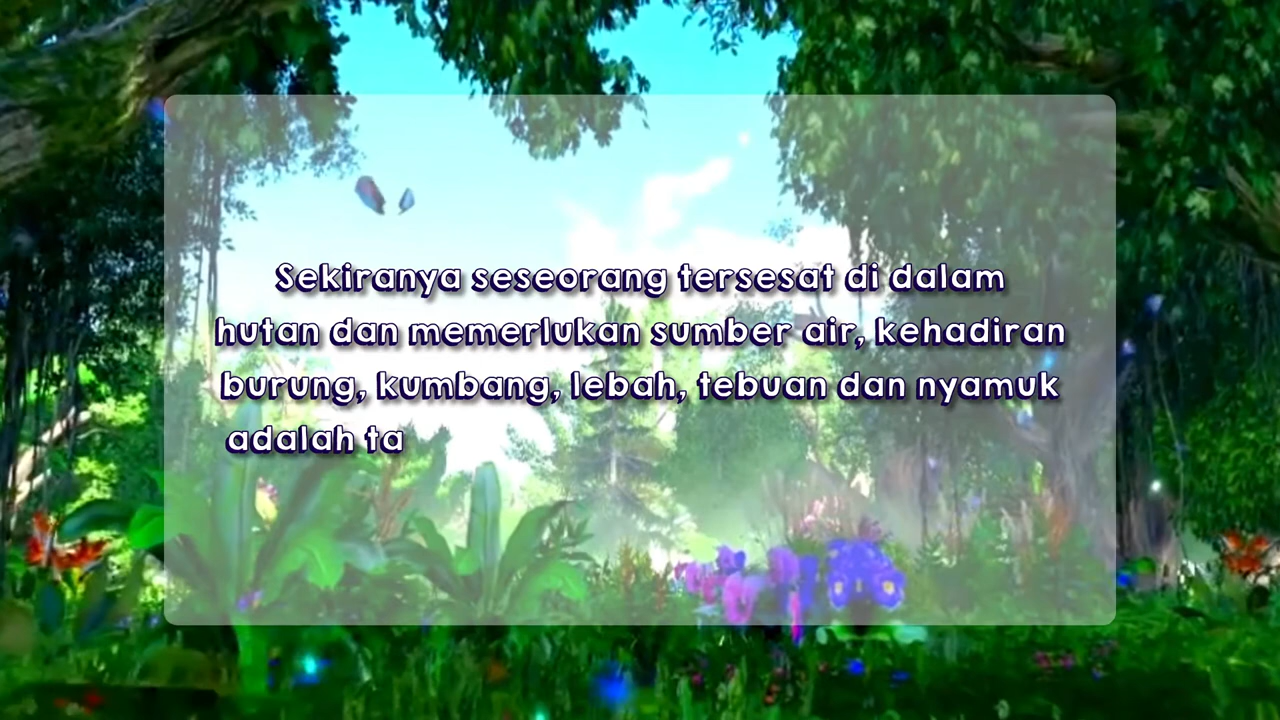 Sekiranya seseorang tersesat di dalam
hutan dan memerlukan sumber air, kehadiran
burung, kumbang, lebah, tebuan dan nyamuk
adalah ta